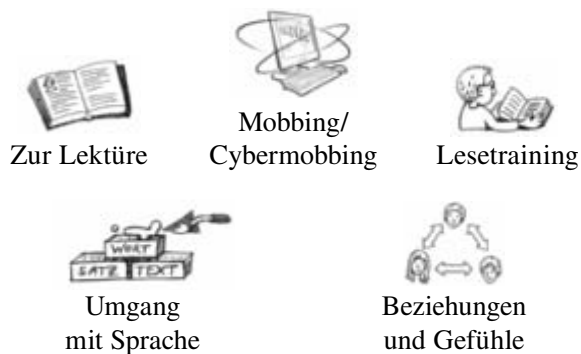 Mobbing/
Zur Lektüre
Cybermobbing
Lesetraining
WORT
SATZ
TEXT
Umgang
mit Sprache
Beziehungen
und Gefühle